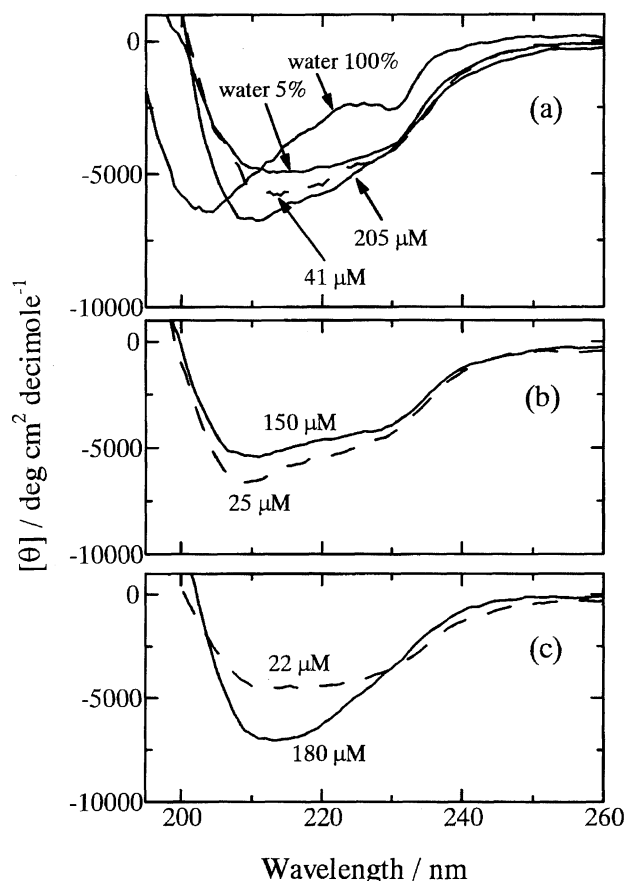 0
water 100%
water 5%
(a)
-5000
205 μM
41 μM
-10000
0
150 μM
(b)
-5000
25 μM
-10000
0
22 μM
(c)
-5000
180 μM
-10000
200 220 240 260
Wavelength / nm
[θ] / deg cm² decimole⁻¹